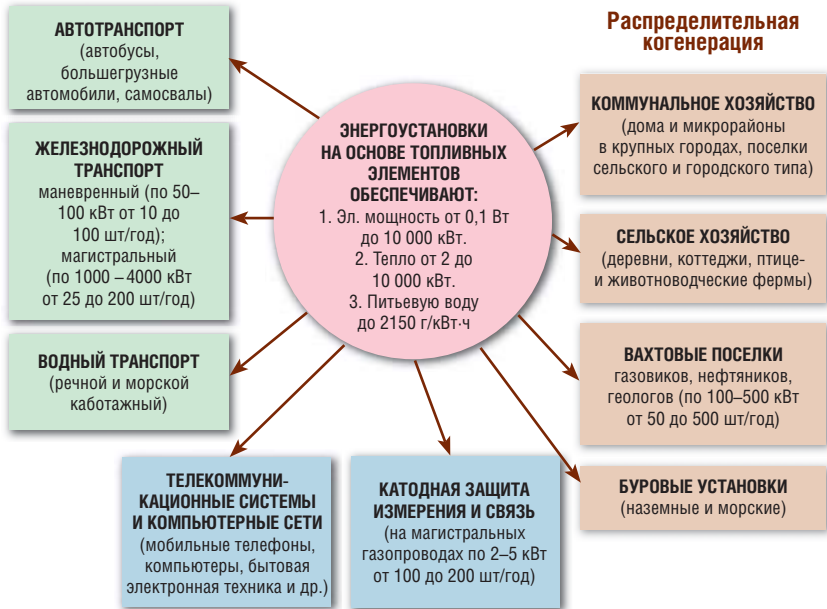 АВТОТРАНСПОРТ
(автобусы,
большегрузные
автомобили, самосвалы)
ЖЕЛЕЗНОДОРОЖНЫЙ
ТРАНСПОРТ
маневренный (по 50–
100 кВт от 10 до
100 шт/год);
магистральный
(по 1000 – 4000 кВт
от 25 до 200 шт/год)
ВОДНЫЙ ТРАНСПОРТ
(речной и морской
каботажный)
ЭНЕРГОУСТАНОВКИ
НА ОСНОВЕ ТОПЛИВНЫХ
ЭЛЕМЕНТОВ
ОБЕСПЕЧИВАЮТ:
1. Эл. мощность от 0,1 Вт
до 10 000 кВт.
2. Тепло от 2 до
10 000 кВт.
3. Питьевую воду
до 2150 г/кВт·ч
Распределительная
когенерация
КОММУНАЛЬНОЕ ХОЗЯЙСТВО
(дома и микрорайоны
в крупных городах, поселки
сельского и городского типа)
СЕЛЬСКОЕ ХОЗЯЙСТВО
(деревни, коттеджи, птице-
и животноводческие фермы)
ВАХТОВЫЕ ПОСЕЛКИ
газовиков, нефтяников,
геологов (по 100–500 кВт
от 50 до 500 шт/год)
БУРОВЫЕ УСТАНОВКИ
(наземные и морские)
ТЕЛЕКОММУНИ-
КАЦИОННЫЕ СИСТЕМЫ
И КОМПЬЮТЕРНЫЕ СЕТИ
(мобильные телефоны,
компьютеры, бытовая
электронная техника и др.)
КАТОДНАЯ ЗАЩИТА
ИЗМЕРЕНИЯ И СВЯЗЬ
(на магистральных
газопроводах по 2–5 кВт
от 100 до 200 шт/год)